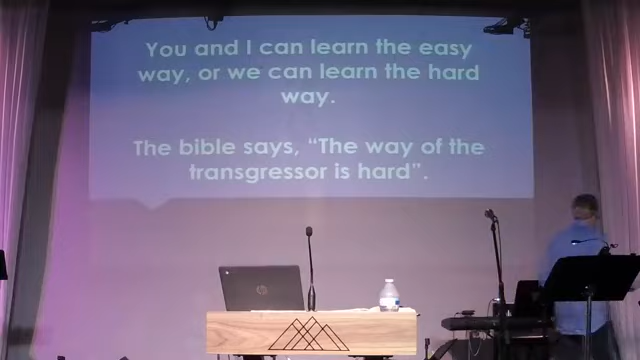 You and I can learn the easy
way, or we can learn the hard
way.
The bible says, “The way of the
transgressor is hard”.
hp